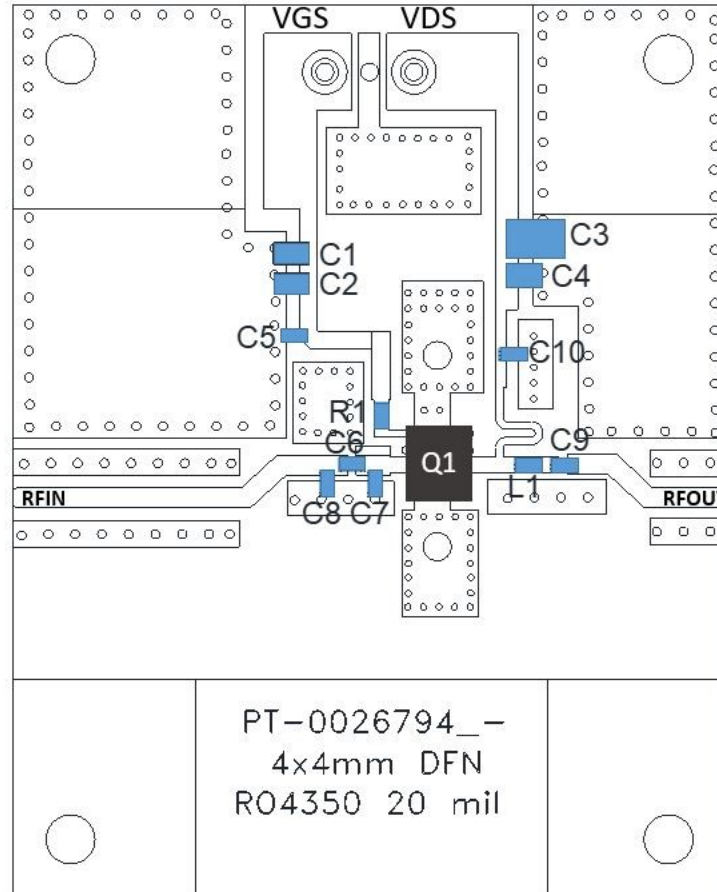 VGS VDS
C1
C2
C3
C4
C5
C10
R1
C6
Q1
C9
L1
RFIN
RFOUT
C8 C7
PT-0026794_-
4x4mm DFN
RO4350 20 mil